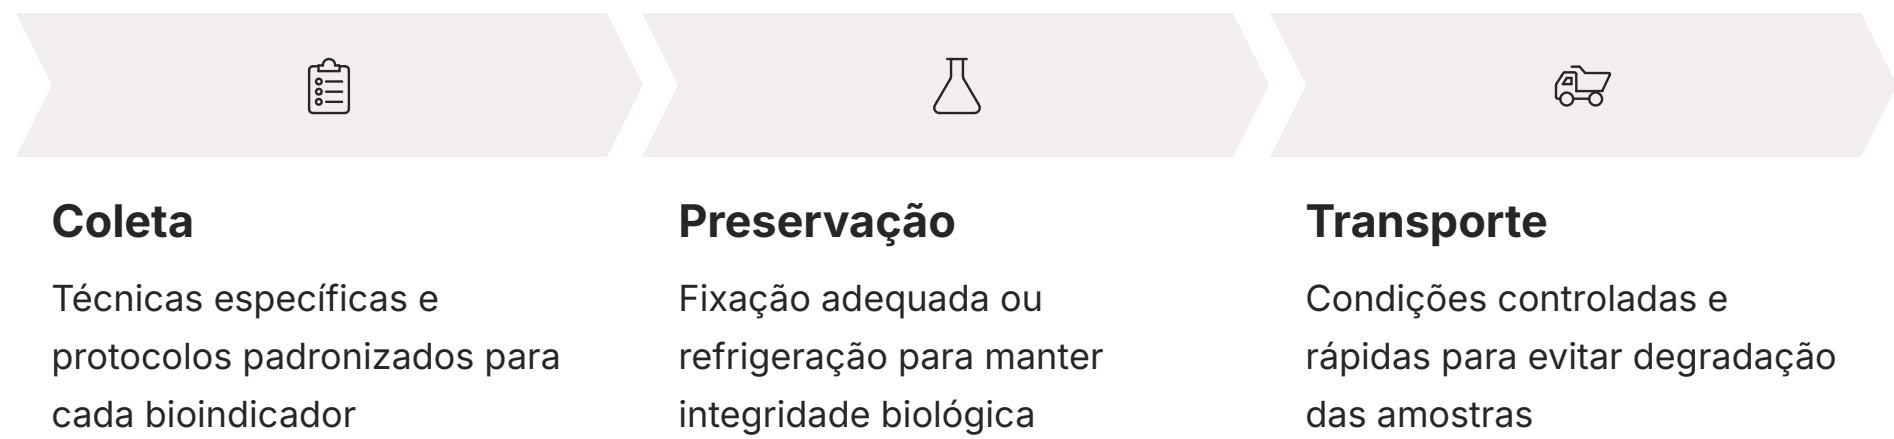 Coleta
Técnicas específicas e
protocolos padronizados para
cada bioindicador
Preservação
Fixação adequada ou
refrigeração para manter
integridade biológica
Transporte
Condições controladas e
rápidas para evitar degradação
das amostras